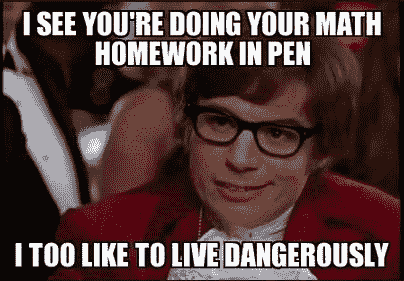 I SEE YOU'RE DOING YOUR MATH
HOMEWORK IN PEN
I TOO LIKE TO LIVE DANGEROUSLY